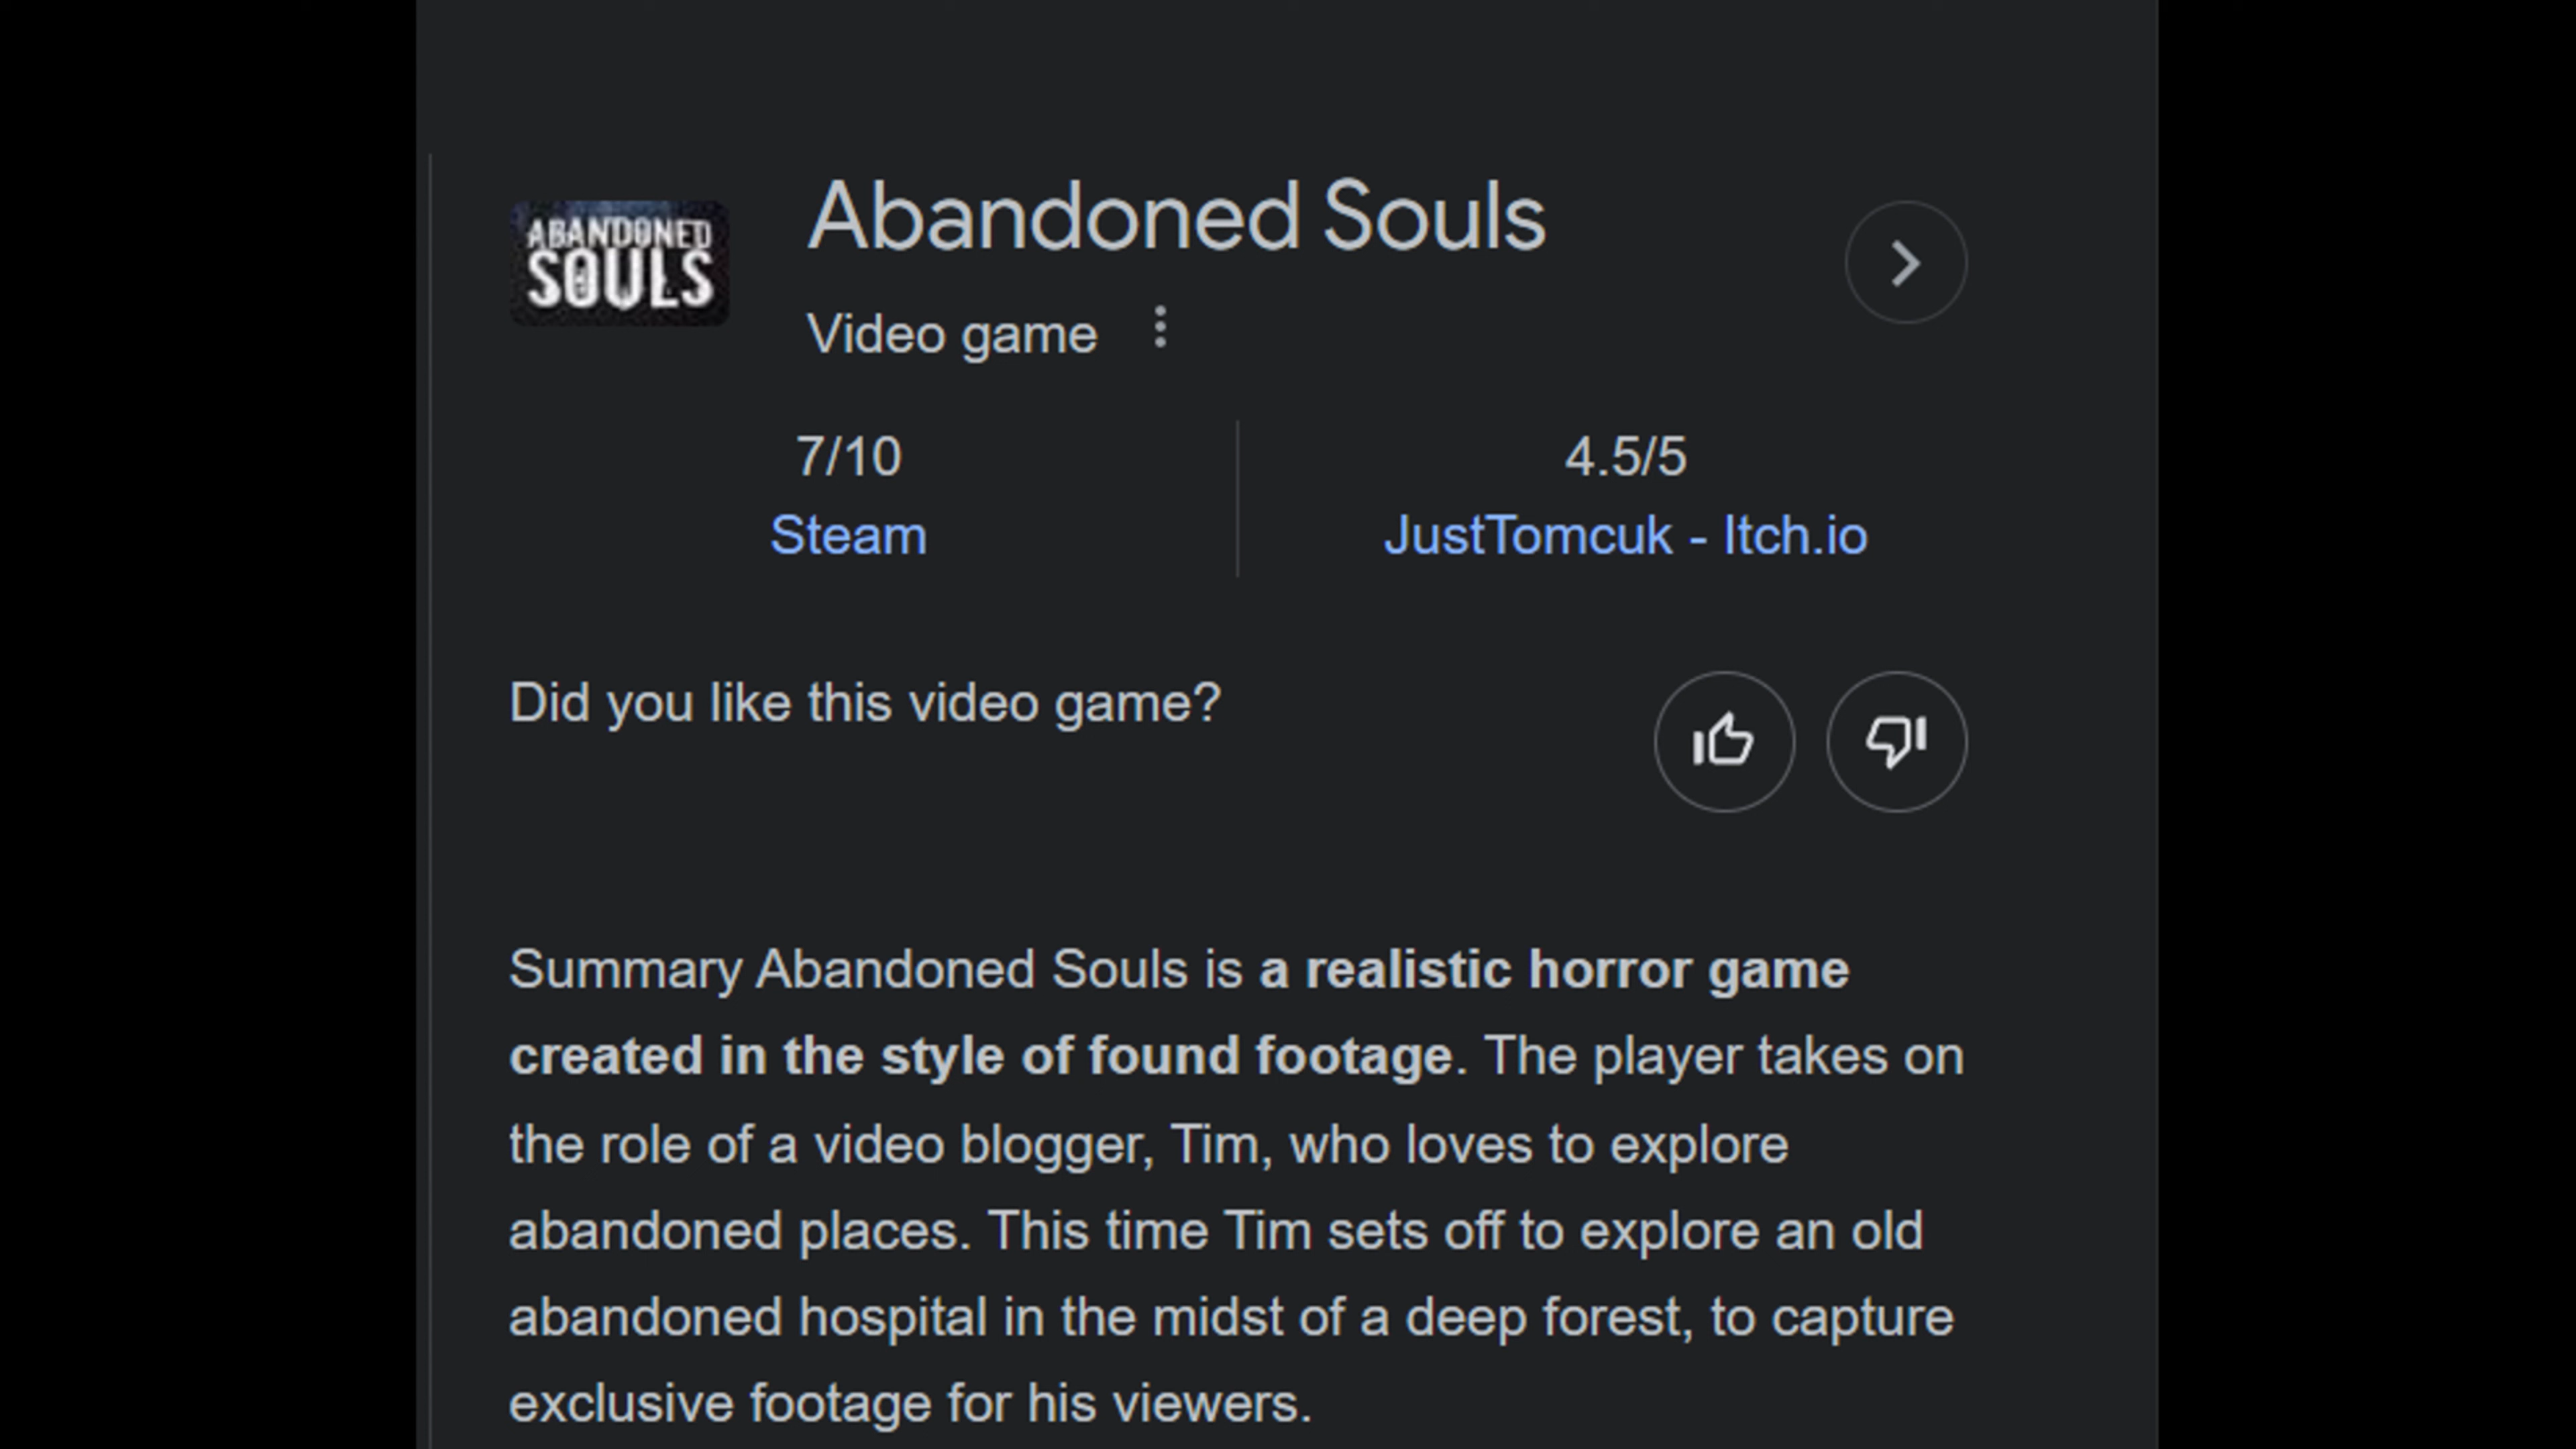 ABANDONED
SOULS
Abandoned Souls
Video game
7/10
Steam
4.5/5
JustTomcuk - Itch.io
Did you like this video game?
Summary Abandoned Souls is a realistic horror game
created in the style of found footage. The player takes on
the role of a video blogger, Tim, who loves to explore
abandoned places. This time Tim sets off to explore an old
abandoned hospital in the midst of a deep forest, to capture
exclusive footage for his viewers.